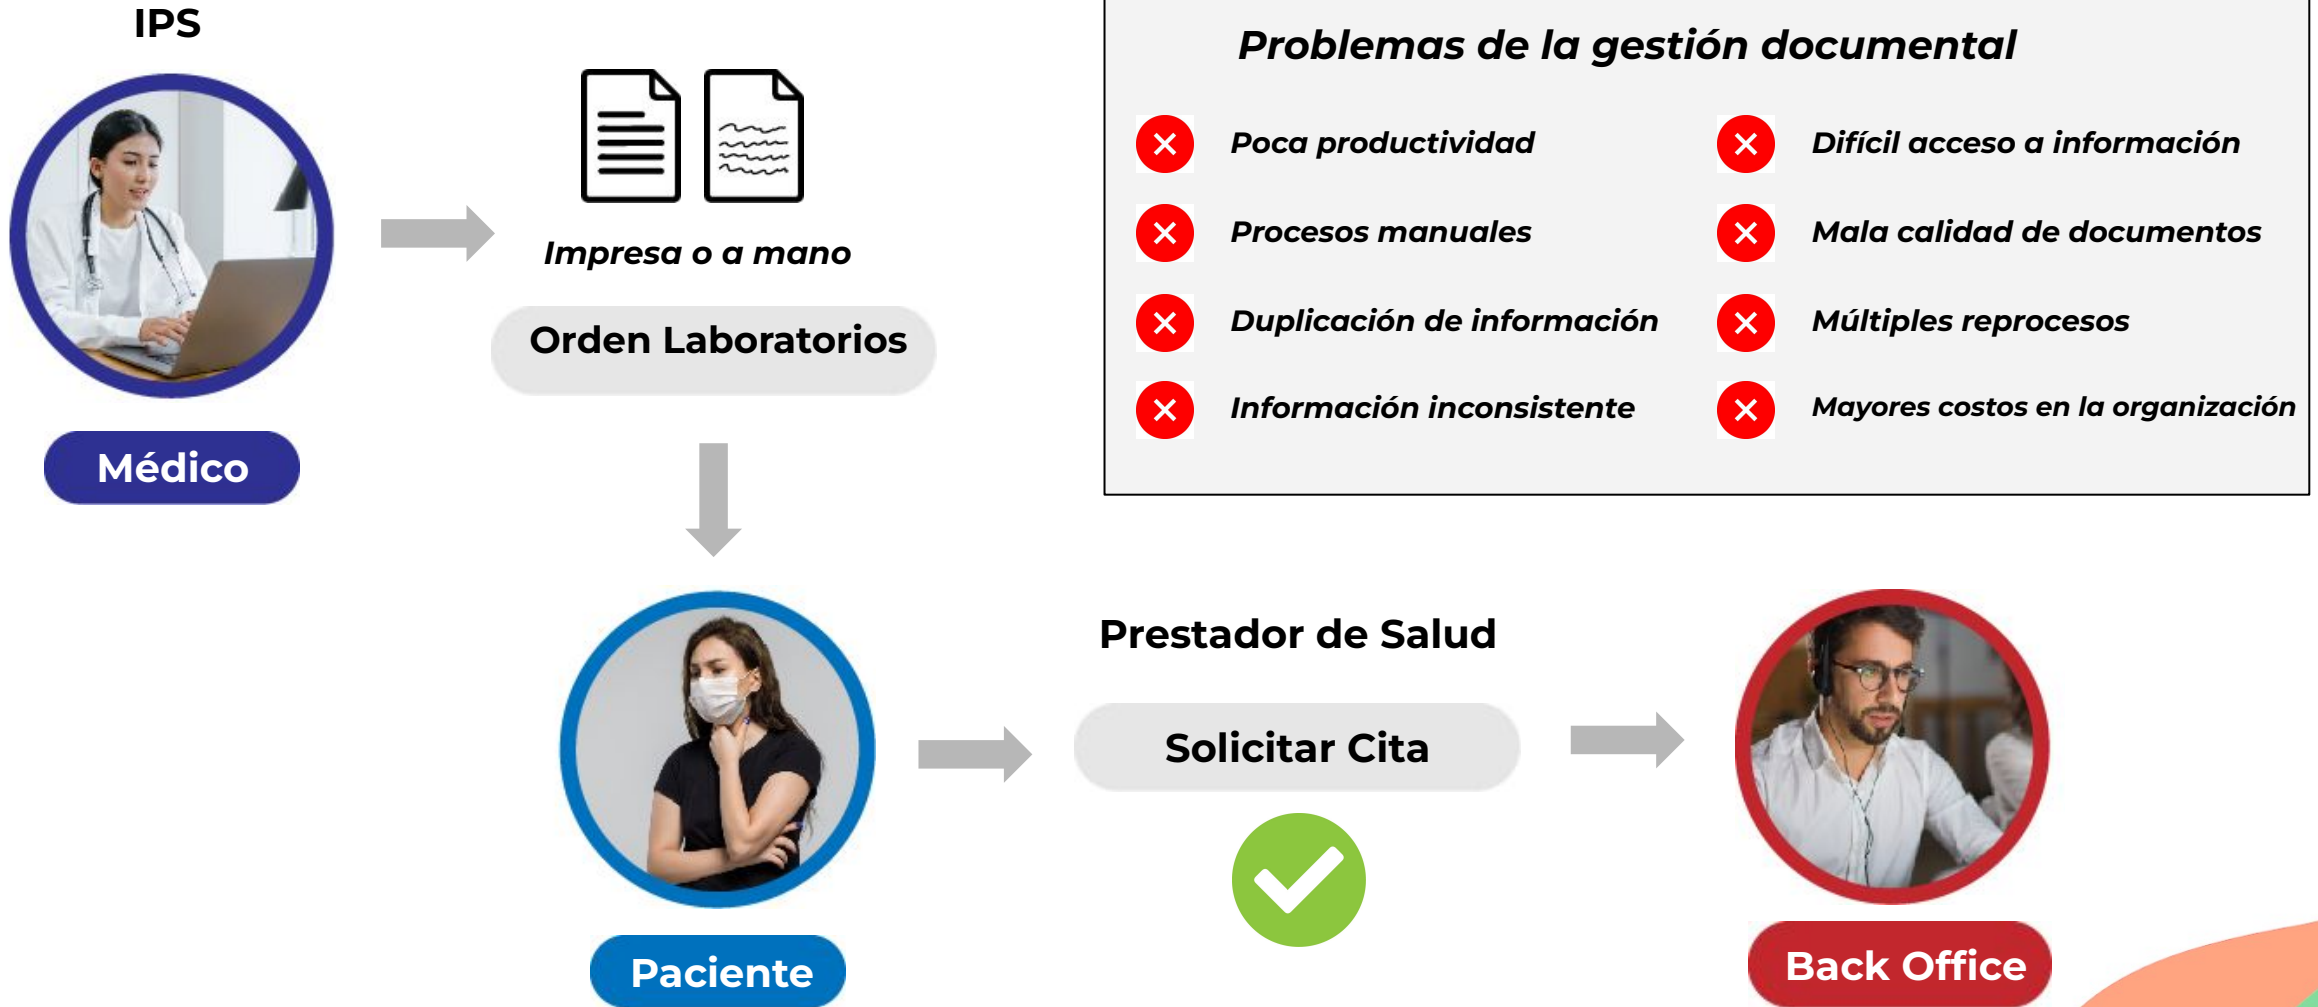 IPS
Médico
Impresa o a mano
Orden Laboratorios
Problemas de la gestión documental
Poca productividad
Procesos manuales
Duplicación de información
Información inconsistente
Difícil acceso a información
Mala calidad de documentos
Múltiples reprocesos
Mayores costos en la organización
Paciente
Prestador de Salud
Solicitar Cita
Back Office